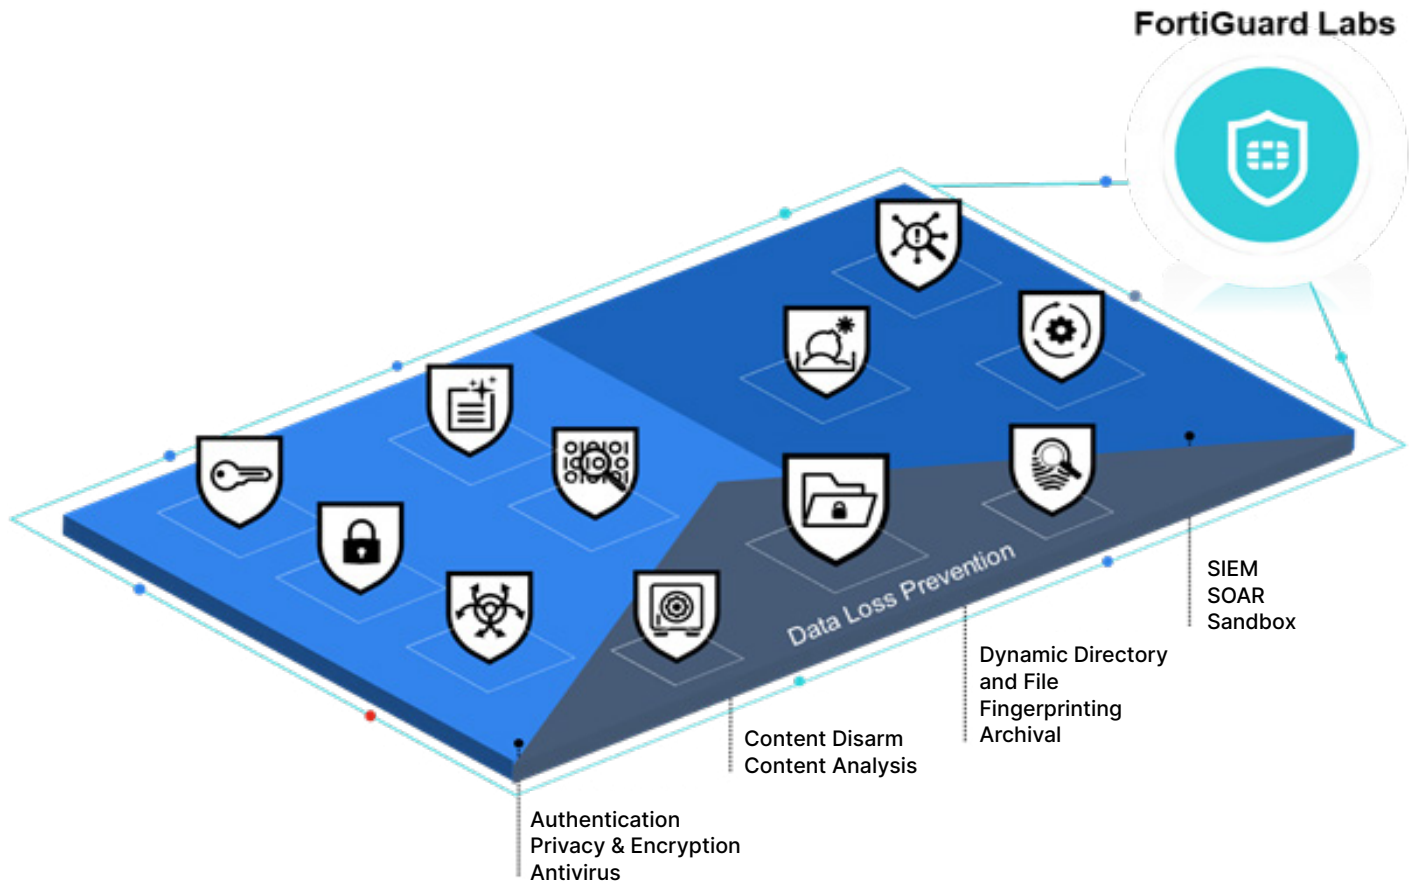 FortiGuard Labs
Data Loss Prevention
SIEM
SOAR
Sandbox
Dynamic Directory
and File
Fingerprinting
Archival
Content Disarm
Content Analysis
Authentication
Privacy & Encryption
Antivirus